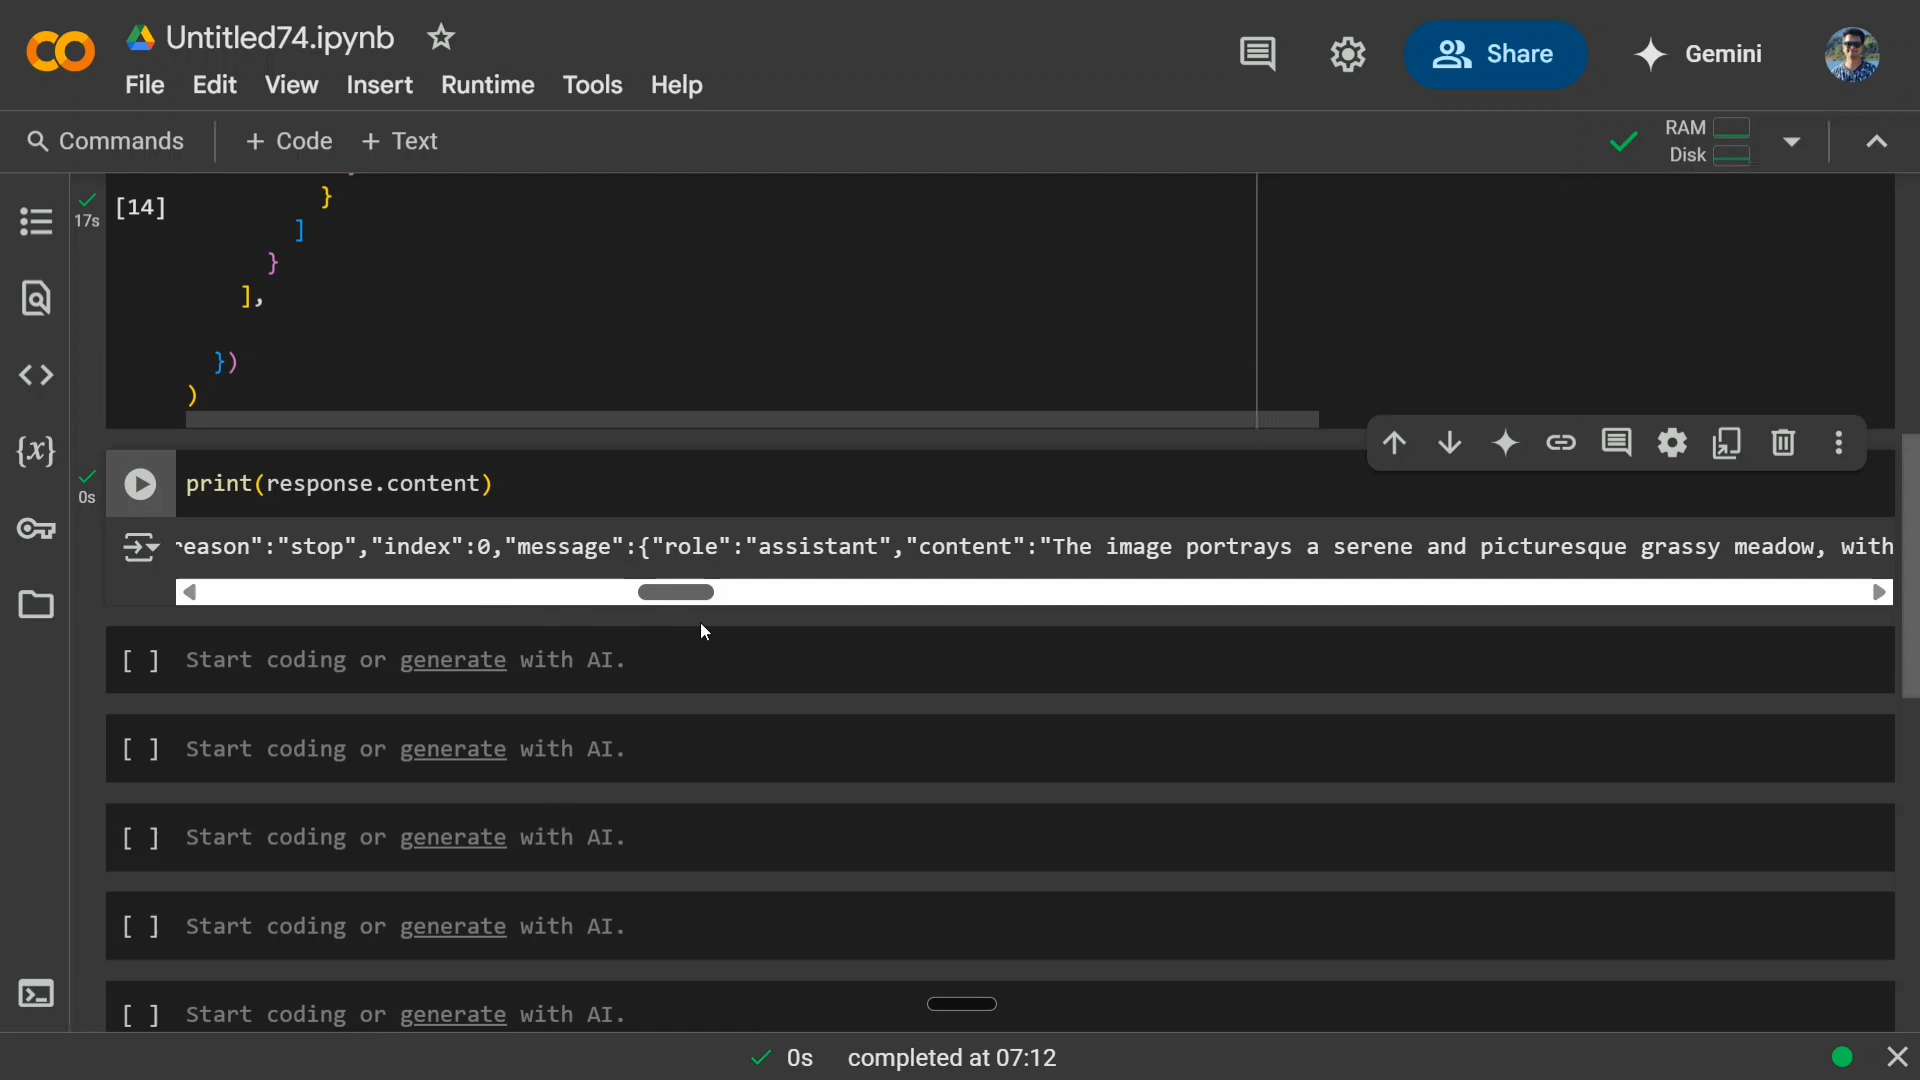 Untitled74.ipynb
File Edit View Insert Runtime Tools Help
Share
Gemini
Commands + Code + Text
RAM
Disk
17s
[14]
}
]
}
],
})
)
0s
print(response.content)
reason":"stop","index":0,"message":{"role":"assistant","content":"The image portrays a serene and picturesque grassy meadow, with
[ ] Start coding or generate with AI.
[ ] Start coding or generate with AI.
[ ] Start coding or generate with AI.
[ ] Start coding or generate with AI.
[ ] Start coding or generate with AI.
0s completed at 07:12